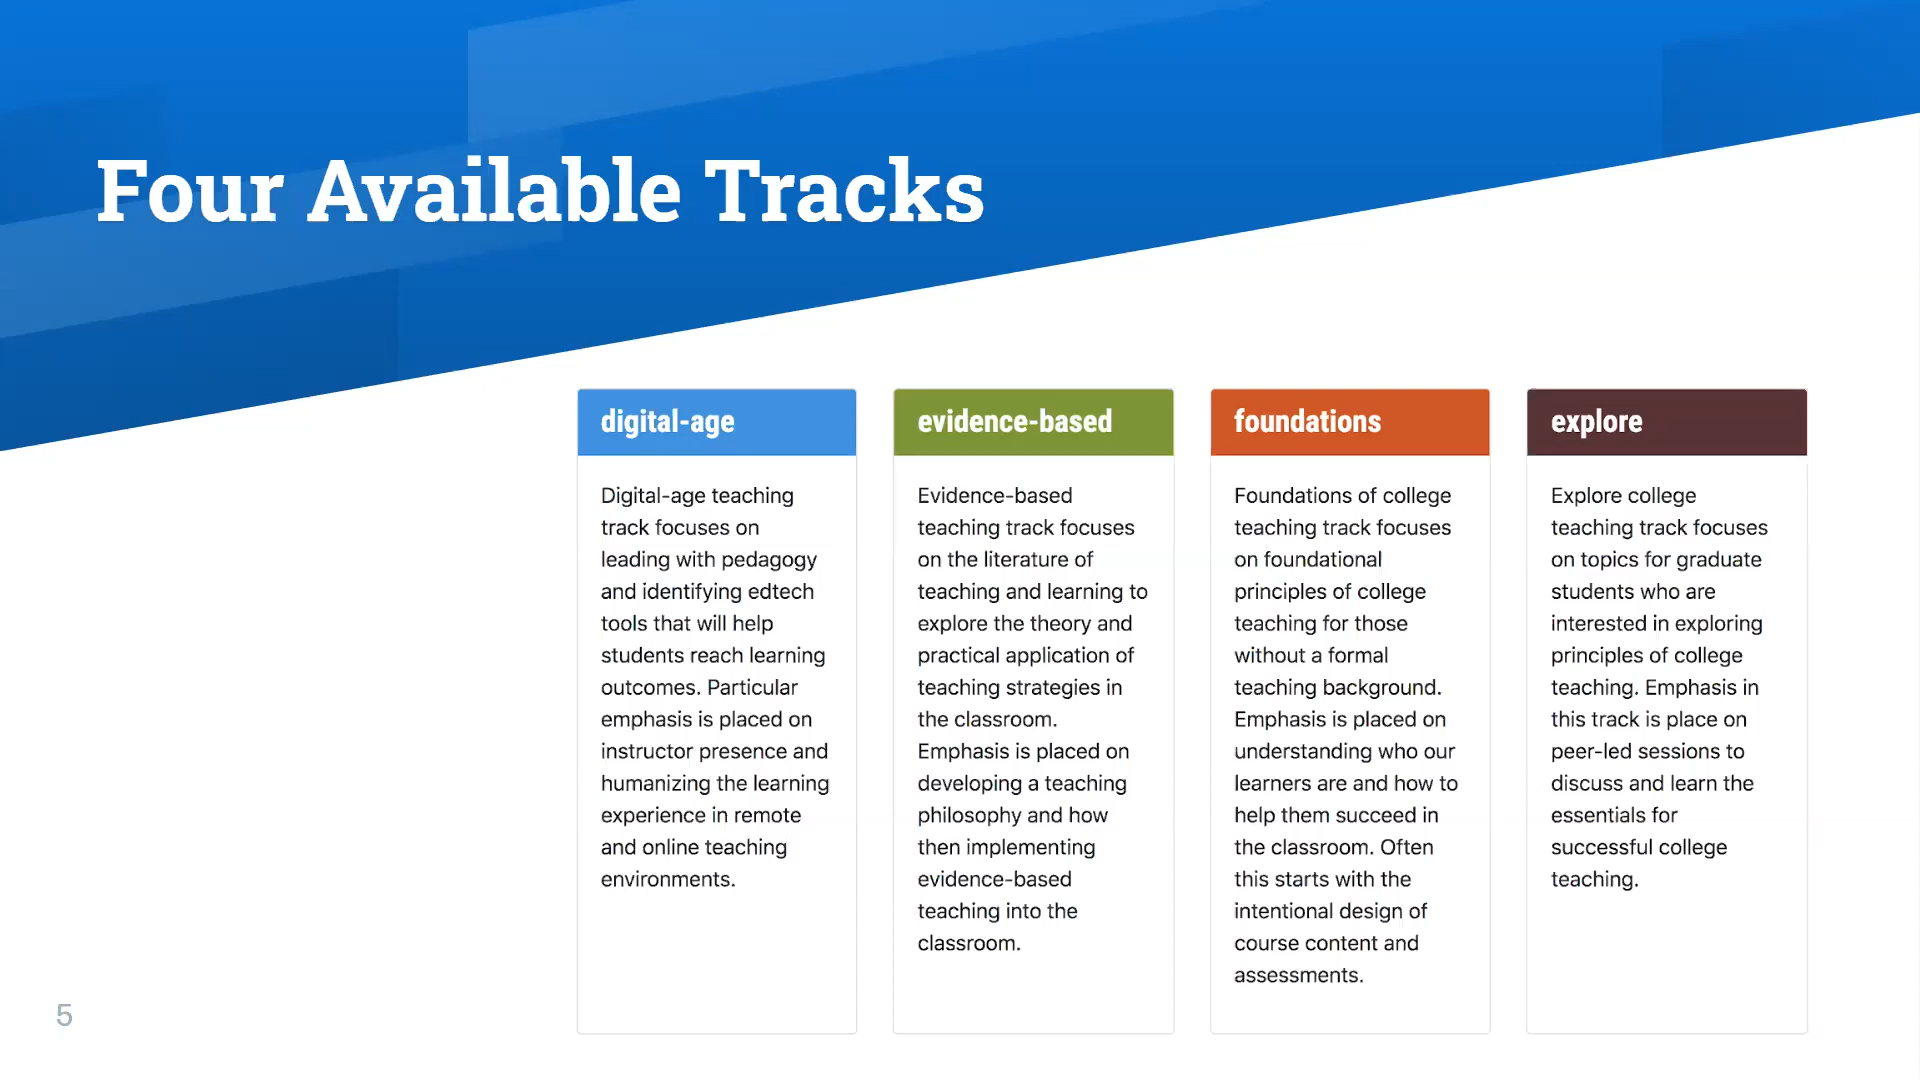 Four Available Tracks
digital-age
Digital-age teaching
track focuses on
leading with pedagogy
and identifying edtech
tools that will help
students reach learning
outcomes. Particular
emphasis is placed on
instructor presence and
humanizing the learning
experience in remote
and online teaching
environments.
evidence-based
Evidence-based
teaching track focuses
on the literature of
teaching and learning to
explore the theory and
practical application of
teaching strategies in
the classroom.
Emphasis is placed on
developing a teaching
philosophy and how
then implementing
evidence-based
teaching into the
classroom.
foundations
Foundations of college
teaching track focuses
on foundational
principles of college
teaching for those
without a formal
teaching background.
Emphasis is placed on
understanding who our
learners are and how to
help them succeed in
the classroom. Often
this starts with the
intentional design of
course content and
assessments.
explore
Explore college
teaching track focuses
on topics for graduate
students who are
interested in exploring
principles of college
teaching. Emphasis in
this track is place on
peer-led sessions to
discuss and learn the
essentials for
successful college
teaching.
5